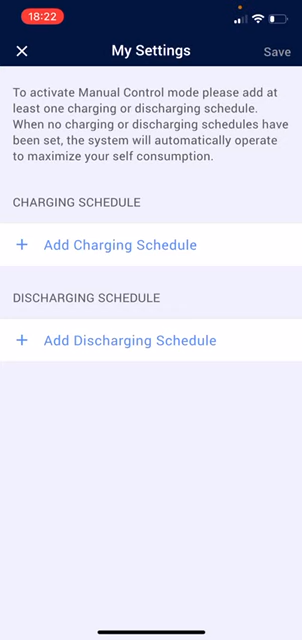 18:22
My Settings
Save
To activate Manual Control mode please add at
least one charging or discharging schedule.
When no charging or discharging schedules have
been set, the system will automatically operate
to maximize your self consumption.
CHARGING SCHEDULE
+ Add Charging Schedule
DISCHARGING SCHEDULE
+ Add Discharging Schedule